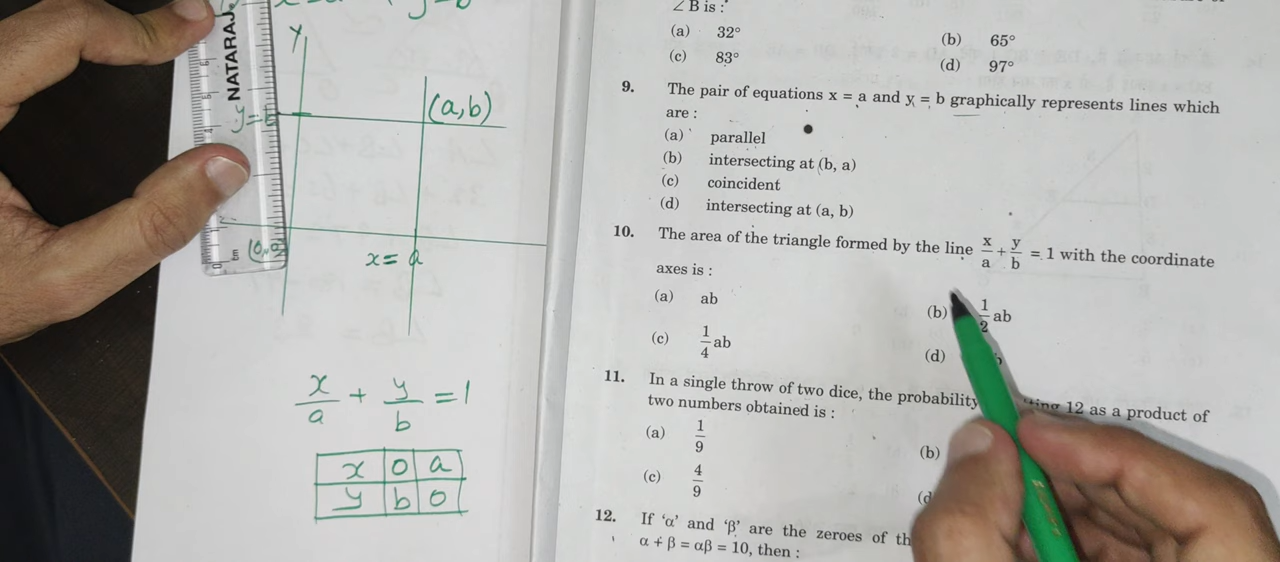 NATARAJ
Y
y=b
(a,b)
(0,0)
x= a
x/a + y/b = 1
x 0 a
y b 0
∠B is :
(a) 32°
(b) 65°
(c) 83°
(d) 97°
9. The pair of equations x = a and y = b graphically represents lines which
are :
(a) parallel
(b) intersecting at (b, a)
(c) coincident
(d) intersecting at (a, b)
10. The area of the triangle formed by the line x/a + y/b = 1 with the coordinate
axes is :
(a) ab
(b) 1/2 ab
(c) 1/4 ab
(d)
11. In a single throw of two dice, the probability 12 as a product of
two numbers obtained is :
(a) 1/9
(b)
(c) 4/9
12. If 'α' and 'β' are the zeroes of
α + β = αβ = 10, then :